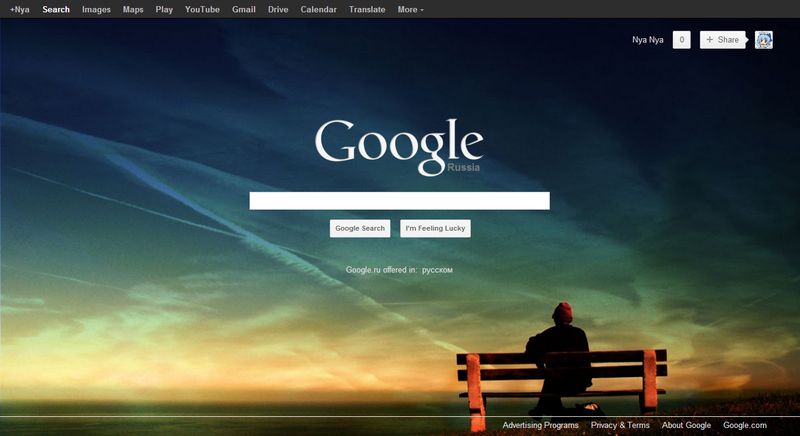 +Nya Search Images Maps Play YouTube Gmail Drive Calendar Translate More
Nya Nya 0 + Share
Google
Russia
Google Search I'm Feeling Lucky
Google.ru offered in: русском
Advertising Programs Privacy & Terms About Google Google.com